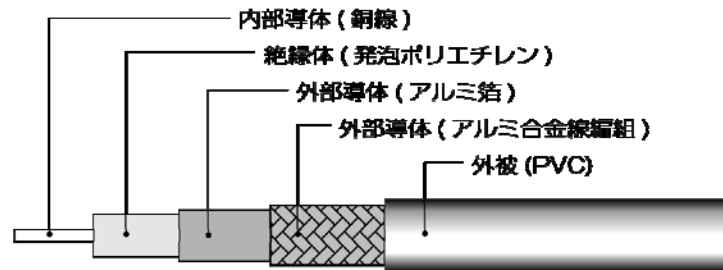 内部導体 ( 銅線 )
絶縁体 ( 発泡ポリエチレン )
外部導体 ( アルミ箔 )
外部導体 ( アルミ合金線編組 )
外被 (PVC)